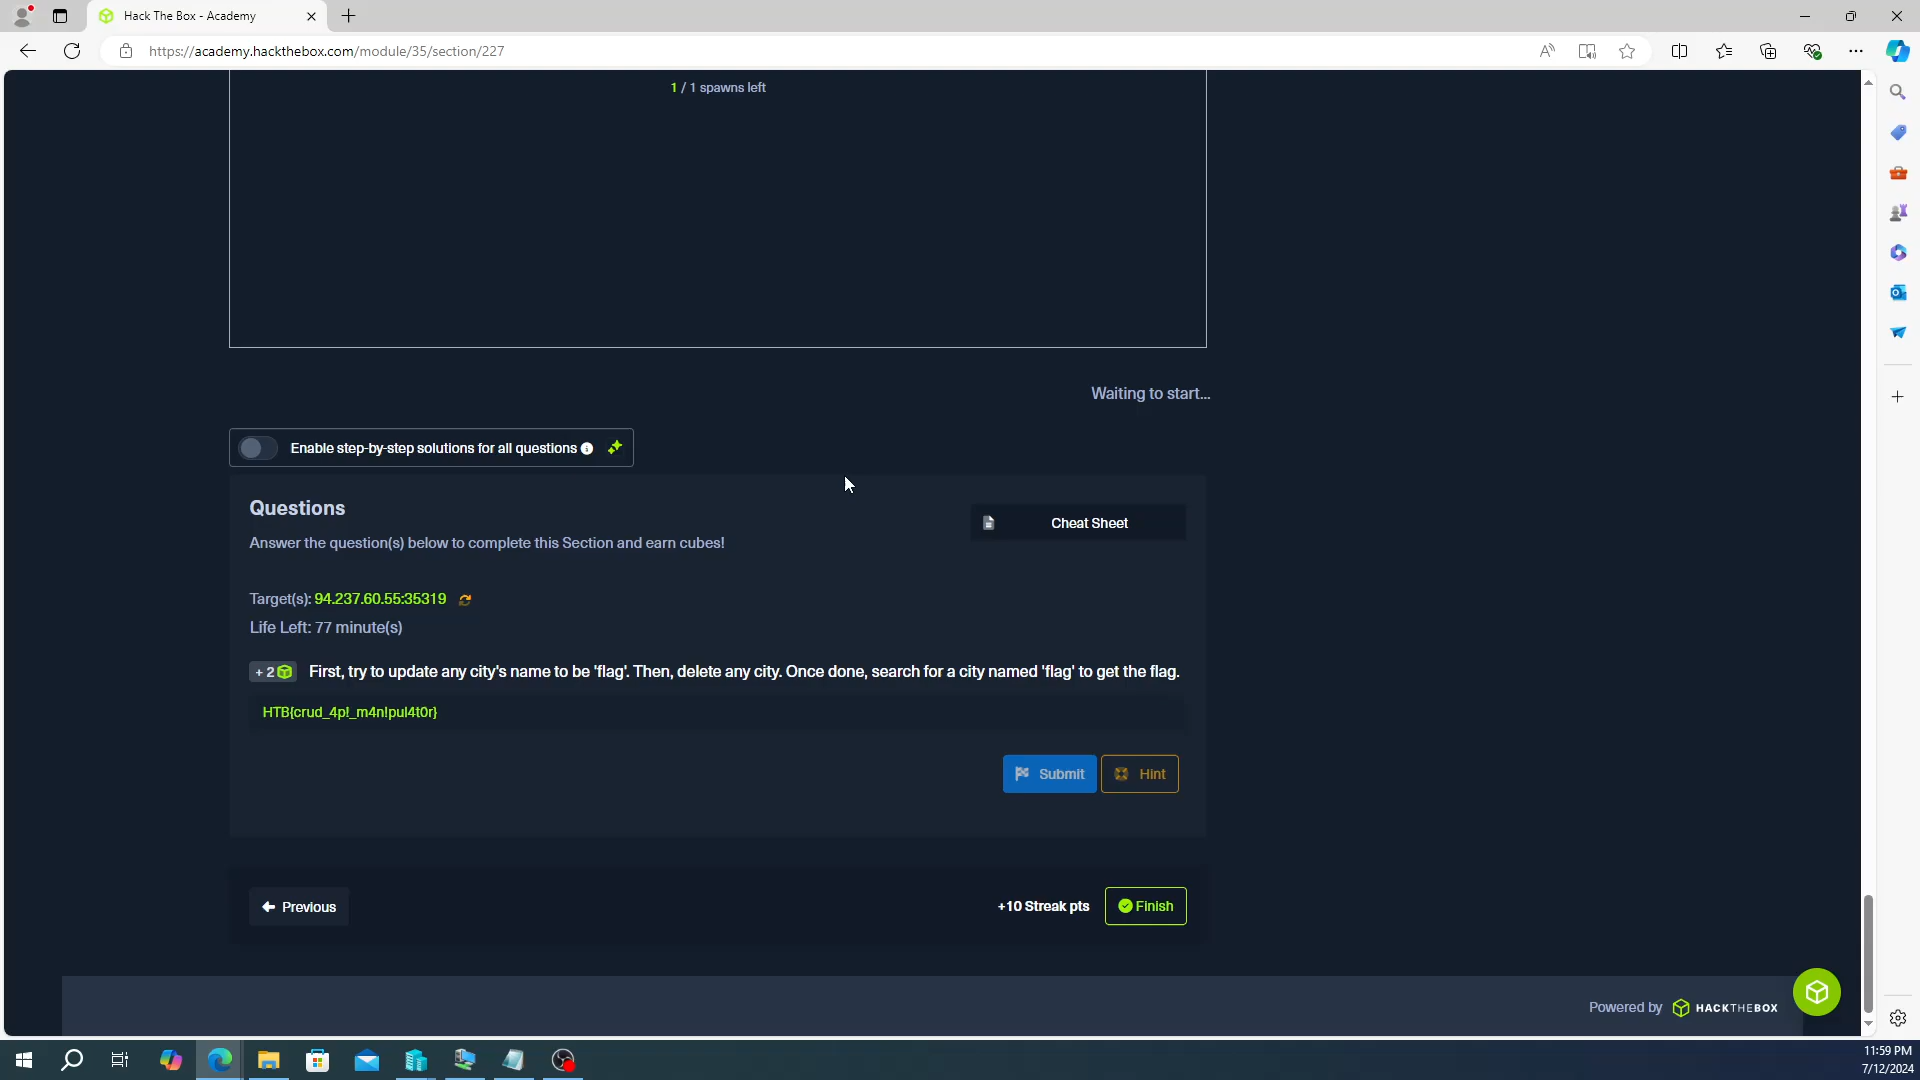 Hack The Box - Academy
https://academy.hackthebox.com/module/35/section/227
1 / 1 spawns left
Waiting to start...
Enable step-by-step solutions for all questions
Questions
Cheat Sheet
Answer the question(s) below to complete this Section and earn cubes!
Target(s): 94.237.60.55:35319
Life Left: 77 minute(s)
+ 2 First, try to update any city's name to be 'flag'. Then, delete any city. Once done, search for a city named 'flag' to get the flag.
HTB{crud_4p!_m4n!pul4t0r}
Submit
Hint
Previous
+10 Streak pts
Finish
Powered by HACKTHEBOX
11:59 PM
7/12/2024